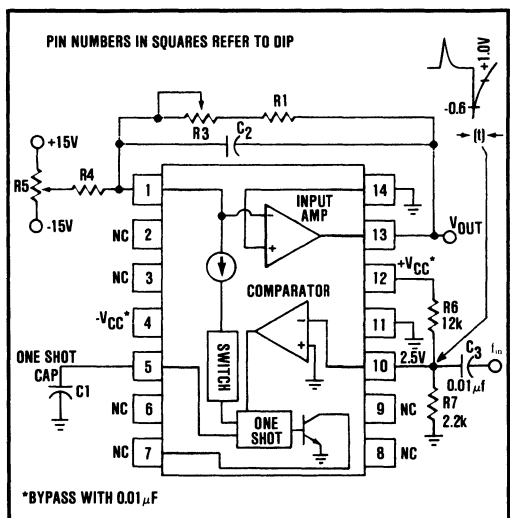 PIN NUMBERS IN SQUARES REFER TO DIP
+1.0V
-0.6
(t)
R1
R3
C2
+15V
R5
R4
-15V
1
14
INPUT
AMP
NC
2
13
VOUT
12
+VCC*
NC
3
COMPARATOR
R6
12k
-VCC*
4
11
ONE SHOT
CAP
5
SWITCH
10
2.5V
C3
fin
0.01µf
C1
NC
6
9
NC
R7
2.2k
ONE
SHOT
NC
7
8
NC
*BYPASS WITH 0.01µF